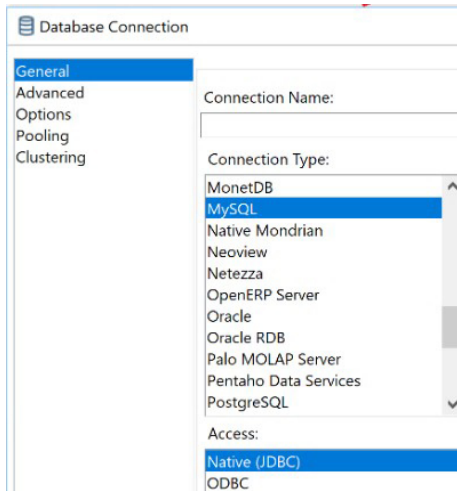 Database Connection
General
Advanced
Options
Pooling
Clustering
Connection Name:
Connection Type:
MonetDB
MySQL
Native Mondrian
Neoview
Netezza
OpenERP Server
Oracle
Oracle RDB
Palo MOLAP Server
Pentaho Data Services
PostgreSQL
Access:
Native (JDBC)
ODBC